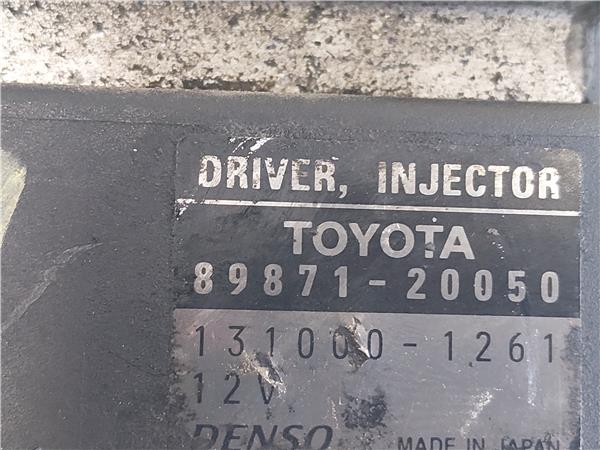 DRIVER, INJECTOR
TOYOTA
89871-20050
131000-1261
12V
DENSO MADE IN JAPAN